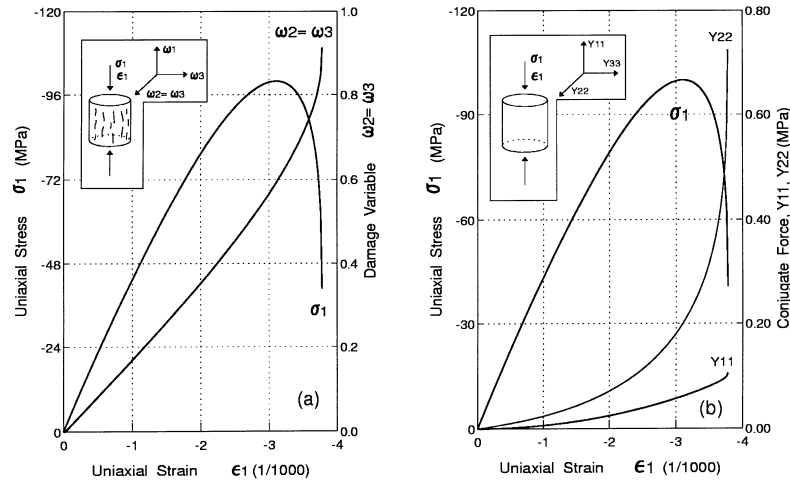 -120
-96
-72
-48
-24
0
Uniaxial Stress σ1 (MPa)
1.0
0.8
0.6
0.4
0.2
0.0
Damage Variable ω2=ω3
ω2=ω3
σ1
ϵ1
ω1
ω3
ω2=ω3
σ1
(a)
0 -1 -2 -3 -4
Uniaxial Strain ϵ1 (1/1000)
-120
-90
-60
-30
0
Uniaxial Stress σ1 (MPa)
0.80
0.60
0.40
0.20
0.00
Conjugate Force, Y11, Y22 (MPa)
Y22
σ1
ϵ1
Y11
Y33
Y22
σ1
Y11
(b)
0 -1 -2 -3 -4
Uniaxial Strain ϵ1 (1/1000)